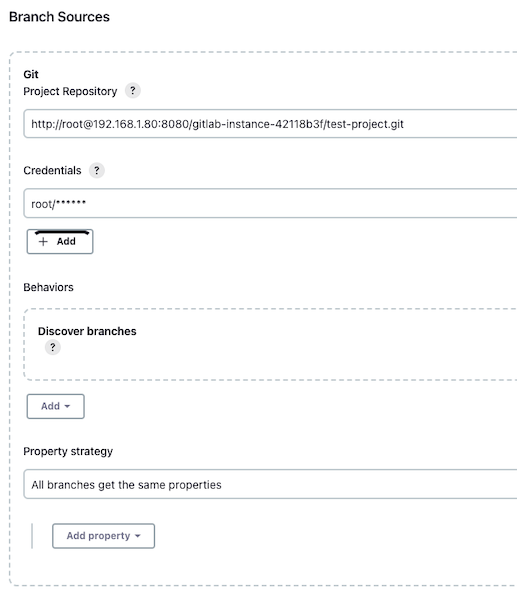 Branch Sources
Git
Project Repository ?
http://root@192.168.1.80:8080/gitlab-instance-42118b3f/test-project.git
Credentials ?
root/******
+ Add
Behaviors
Discover branches
?
Add
Property strategy
All branches get the same properties
Add property